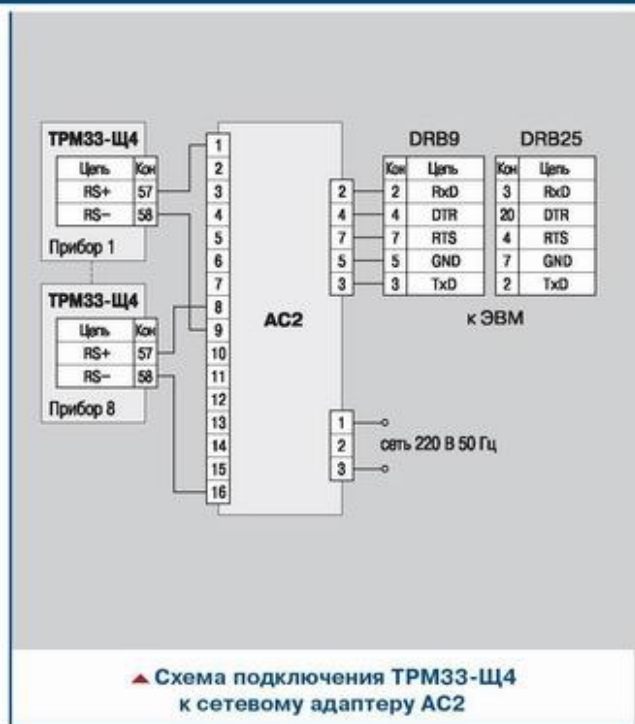 ТРМ33-Щ4
Цепь Кон
RS+ 57
RS– 58
Прибор 1
ТРМ33-Щ4
Цепь Кон
RS+ 57
RS– 58
Прибор 8
1
2
3
4
5
6
7
8
9
10
11
12
13
14
15
16
АС2
2
4
7
5
3
1
2
3
DRB9
Кон Цепь
2 RxD
4 DTR
7 RTS
5 GND
3 TxD
DRB25
Кон Цепь
3 RxD
20 DTR
4 RTS
7 GND
2 TxD
к ЭВМ
сеть 220 В 50 Гц
Схема подключения ТРМ33-Щ4
к сетевому адаптеру АС2